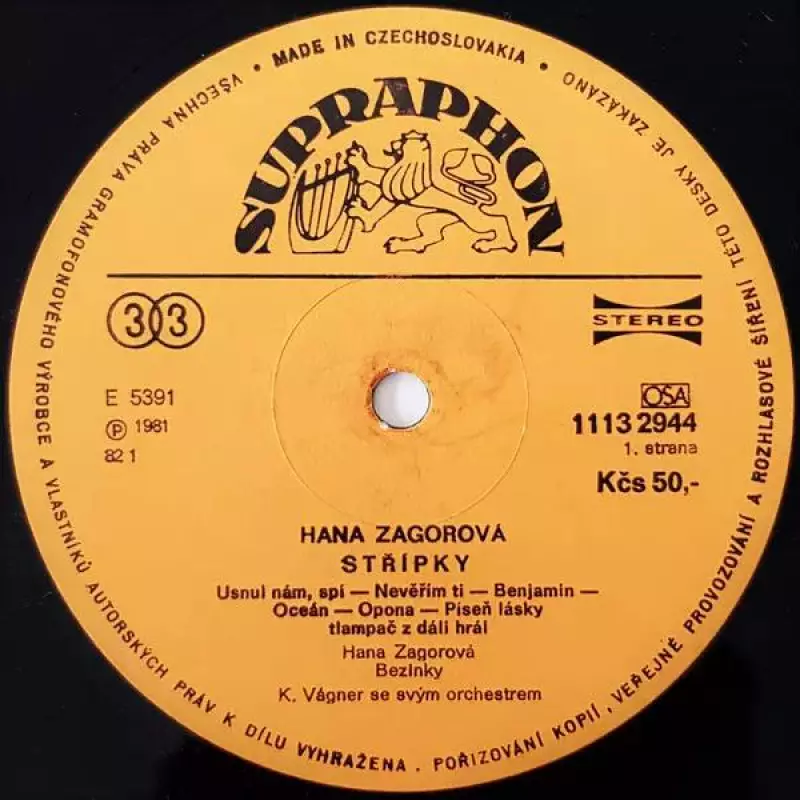 MADE IN CZECHOSLOVAKIA
VŠECHNA PRÁVA GRAMOFONOVÉHO VÝROBCE A VLASTNÍKŮ AUTORSKÝCH PRÁV K DÍLU VYHRAŽENA. POŘIZOVÁNÍ KOPIÍ, VEŘEJNÉ PROVOZOVÁNÍ A ROZHLASOVÉ ŠÍŘENÍ TÉTO DESKY JE ZAKÁZÁNO
SUPRAPHON
33
STEREO
E 5391
OSA
℗ 1981
1113 2944
82 1
1. strana
Kčs 50,-
HANA ZAGOROVÁ
STŘÍPKY
Usnul nám, spí — Nevěřím ti — Benjamin —
Oceán — Opona — Píseň lásky
tlampač z dáli hrál
Hana Zagorová
Bezinky
K. Vágner se svým orchestrem